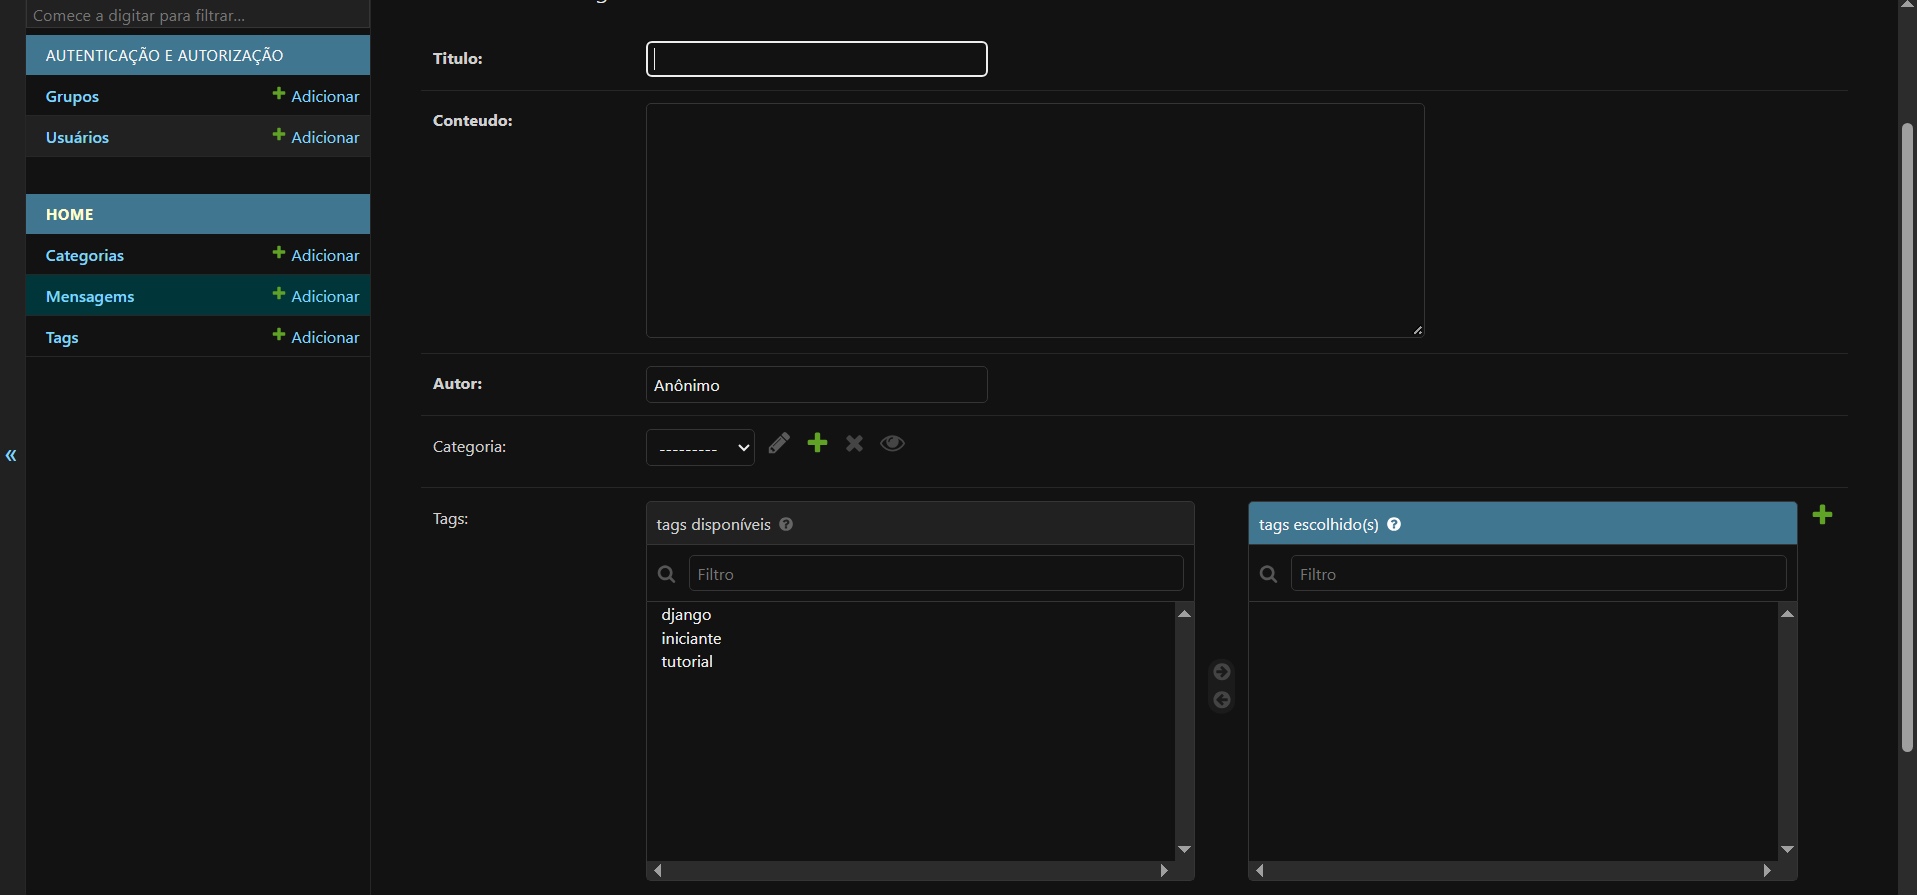 Comece a digitar para filtrar...
AUTENTICAÇÃO E AUTORIZAÇÃO
Grupos
Adicionar
Usuários
Adicionar
HOME
Categorias
Adicionar
Mensagems
Adicionar
Tags
Adicionar
«
Titulo:
Conteudo:
Autor:
Anônimo
Categoria:
---------
Tags:
tags disponíveis ?
Filtro
django
iniciante
tutorial
tags escolhido(s) ?
Filtro